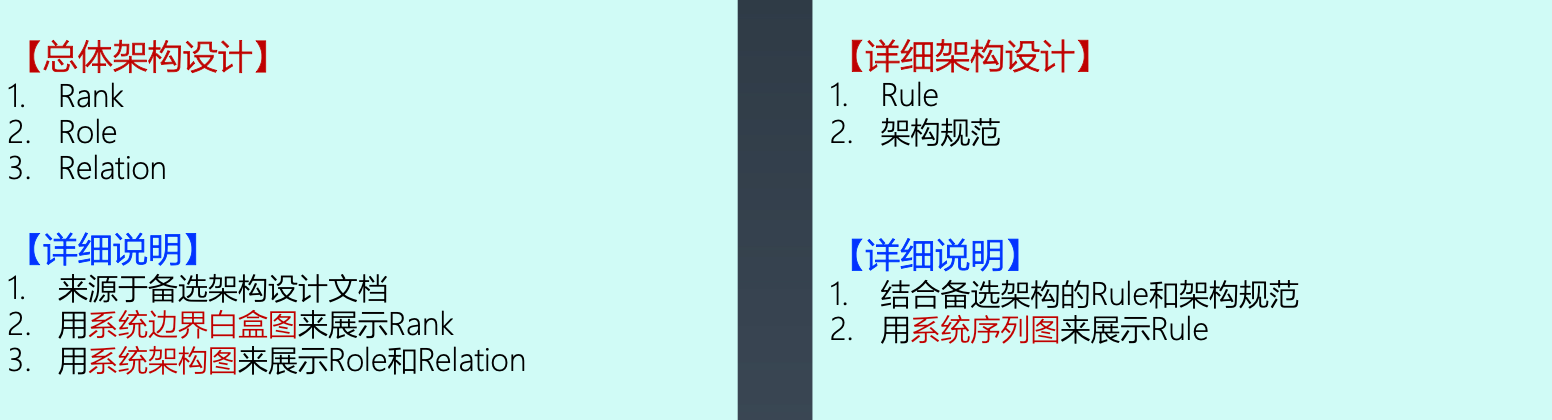 【总体架构设计】
1. Rank
2. Role
3. Relation
【详细说明】
1. 来源于备选架构设计文档
2. 用系统边界白盒图来展示Rank
3. 用系统架构图来展示Role和Relation
【详细架构设计】
1. Rule
2. 架构规范
【详细说明】
1. 结合备选架构的Rule和架构规范
2. 用系统序列图来展示Rule